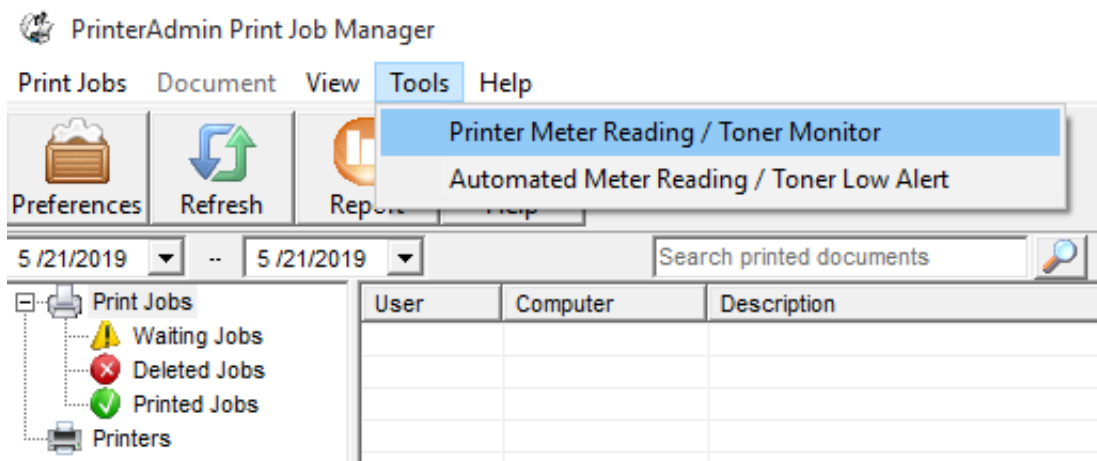 PrinterAdmin Print Job Manager
Print Jobs Document View Tools Help
Printer Meter Reading / Toner Monitor
Automated Meter Reading / Toner Low Alert
Preferences Refresh Report Help
5 /21/2019 -- 5 /21/2019 Search printed documents
Print Jobs User Computer Description
Waiting Jobs
Deleted Jobs
Printed Jobs
Printers